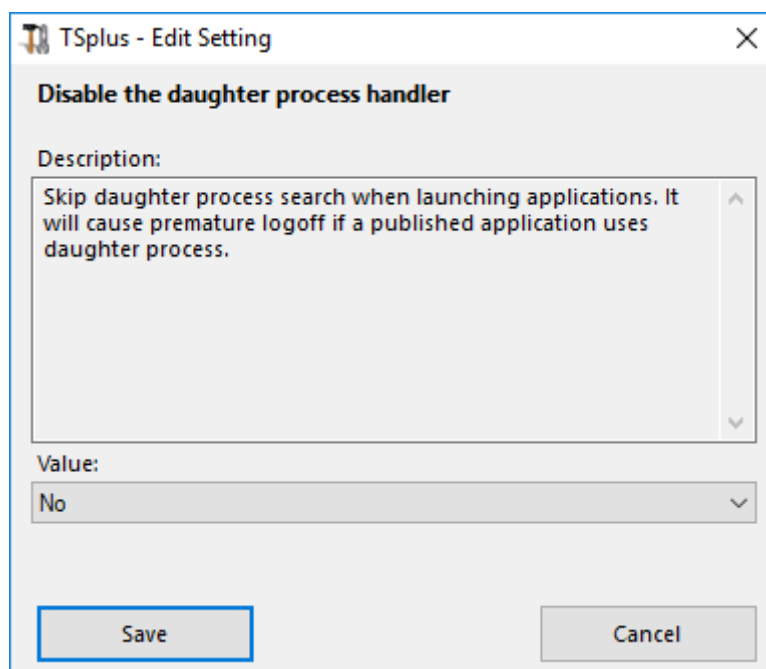 TSplus - Edit Setting
Disable the daughter process handler
Description:
Skip daughter process search when launching applications. It
will cause premature logoff if a published application uses
daughter process.
Value:
No
Save
Cancel